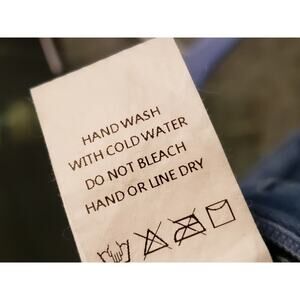 HAND WASH
WITH COLD WATER
DO NOT BLEACH
HAND OR LINE DRY